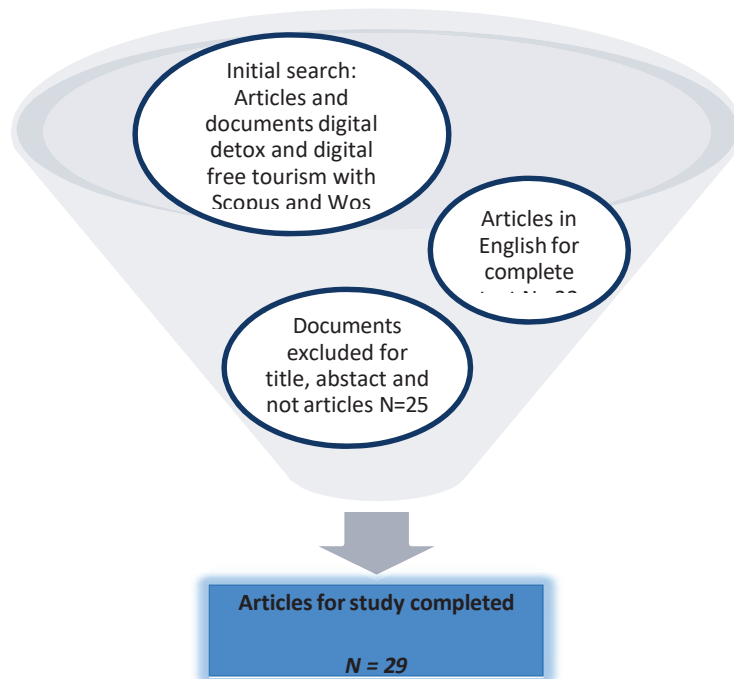 Initial search:
Articles and
documents digital
detox and digital
free tourism with
Scopus and Wos
Articles in
English for
complete
Documents
excluded for
title, abstact and
not articles N=25
Articles for study completed
N = 29